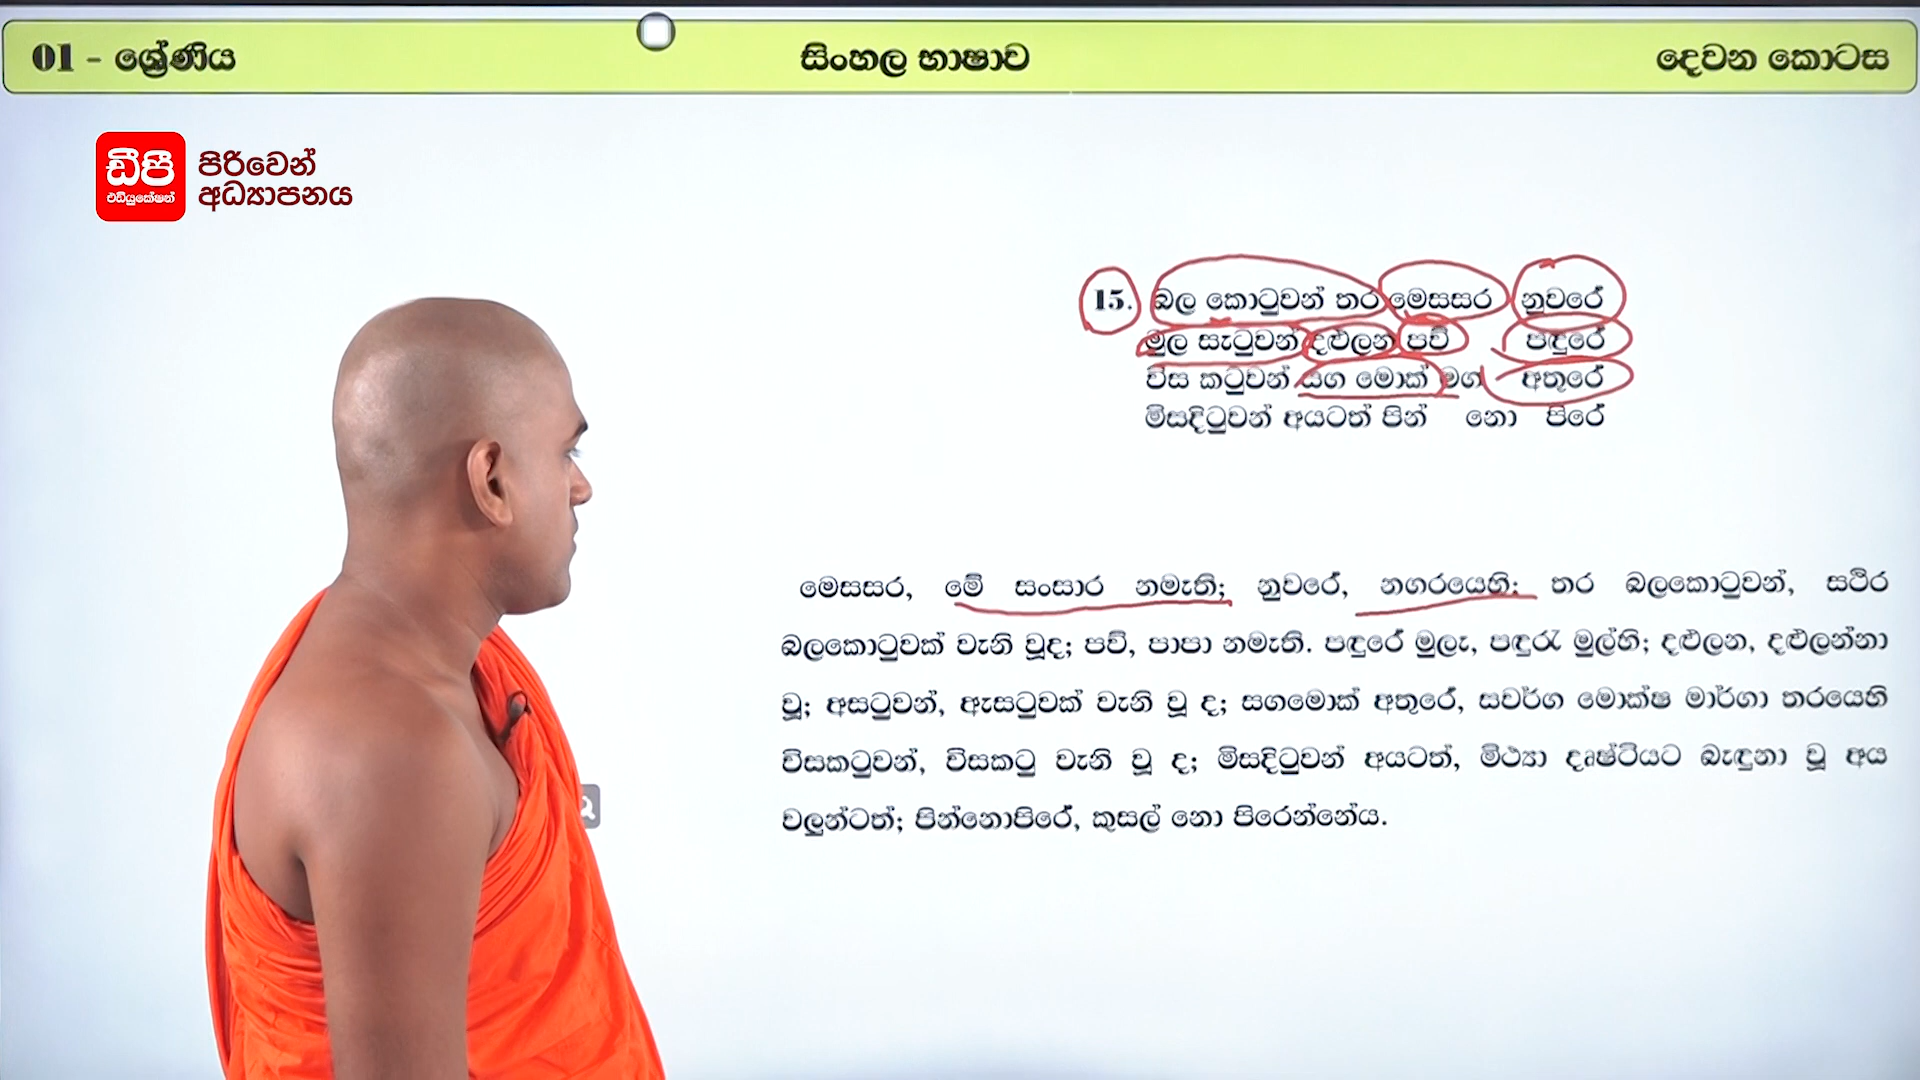 01 - ශ්‍රේණිය
සිංහල භාෂාව
දෙවන කොටස
ඩීපී
එඩියුකේෂන්
පිරිවෙන්
අධ්‍යාපනය
15. බල කොටුවන් තර මෙසසර නුවරේ
මුල සැටුවන් දළුලන පව් පඳුරේ
විස කටුවන් සග මොක් මග අතුරේ
මිසදිටුවන් අයටත් පින් නො පිරේ
මෙසසර, මේ සංසාර නමැති; නුවරේ, නගරයෙහි; තර බලකොටුවන්, සථිර
බලකොටුවක් වැනි වූද; පව්, පාපා නමැති. පඳුරේ මුලැ, පඳුරැ මුල්හි; දළුලන, දළුලන්නා
වූ; අසටුවන්, ඇසටුවක් වැනි වූ ද; සගමොක් අතුරේ, සවර්ග මොක්ෂ මාර්ගා තරයෙහි
විසකටුවන්, විසකටු වැනි වූ ද; මිසදිටුවන් අයටත්, මිථ්‍යා දෘෂ්ටියට බැඳුනා වූ අය
වලුන්ටත්; පින්නොපිරේ, කුසල් නො පිරෙන්නේය.